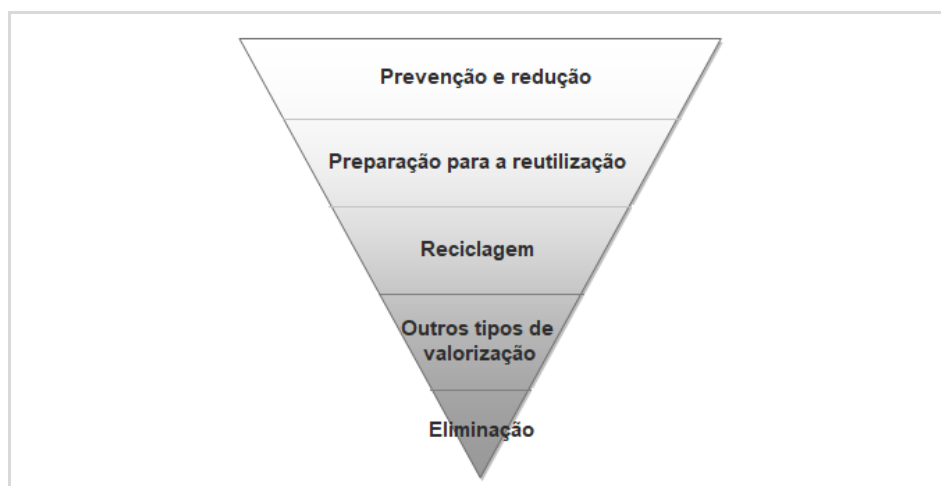 Prevenção e redução
Preparação para a reutilização
Reciclagem
Outros tipos de
valorização
Eliminação